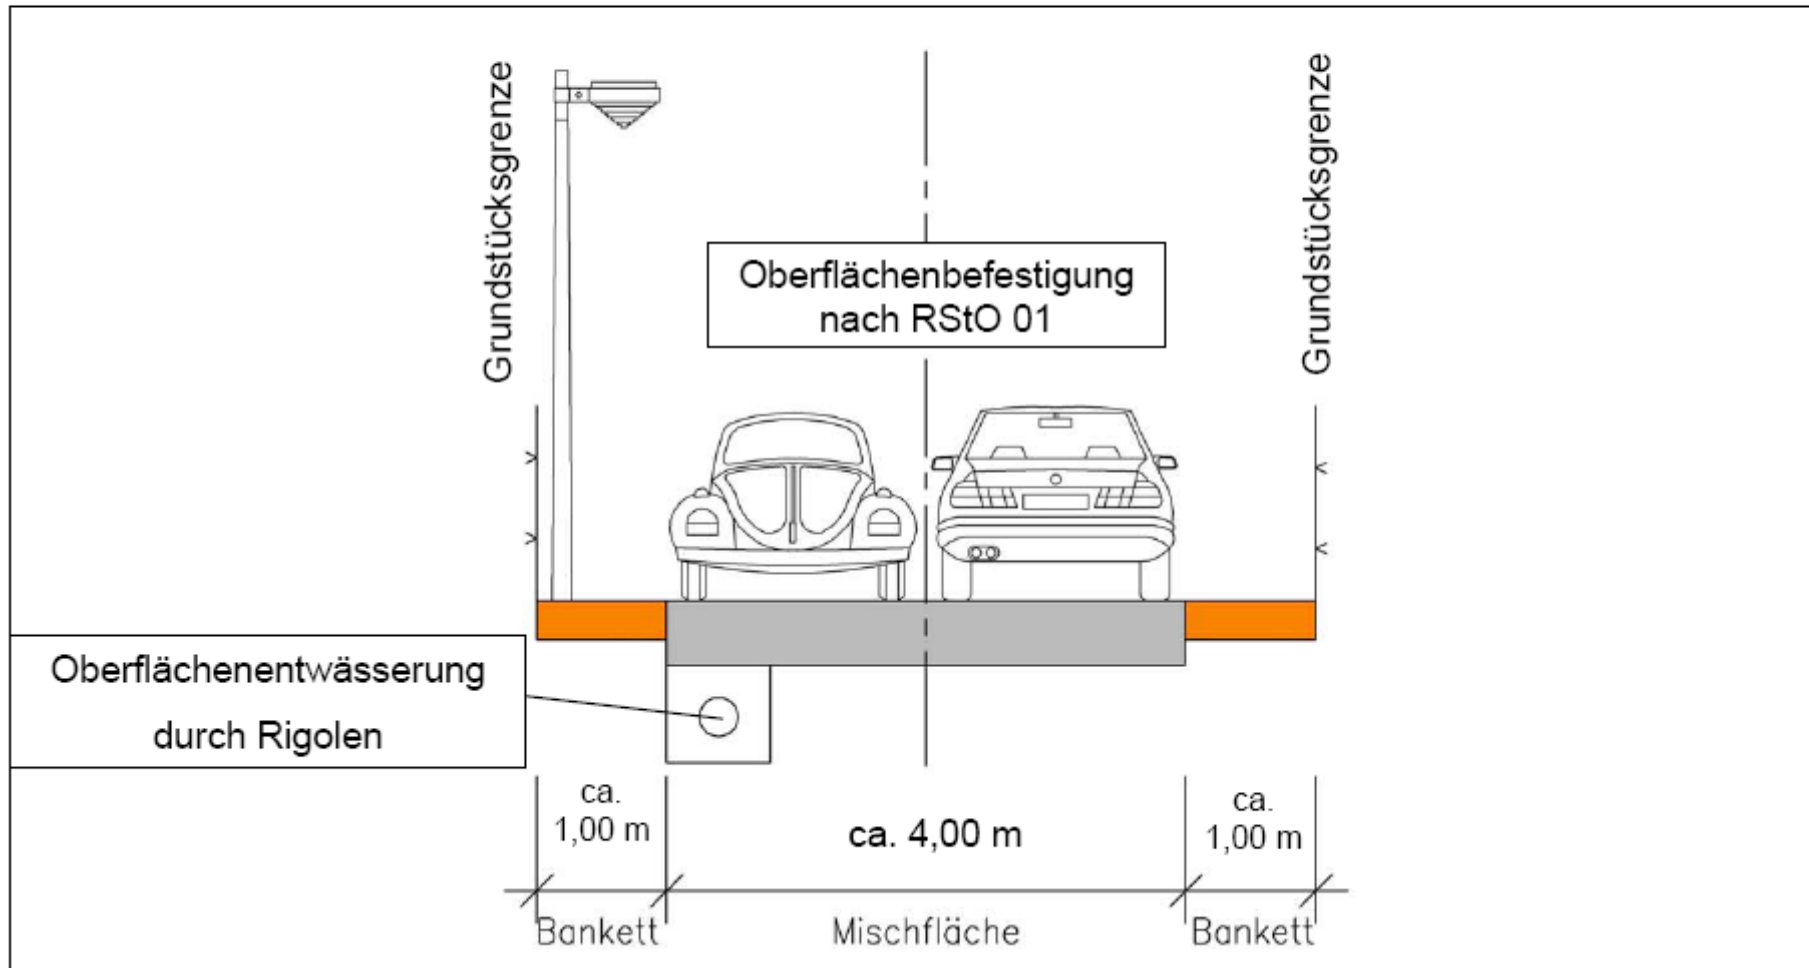 Grundstücksgrenze
Grundstücksgrenze
Oberflächenbefestigung
nach RStO 01
Oberflächenentwässerung
durch Rigolen
ca.
1,00 m
ca. 4,00 m
ca.
1,00 m
Bankett
Mischfläche
Bankett